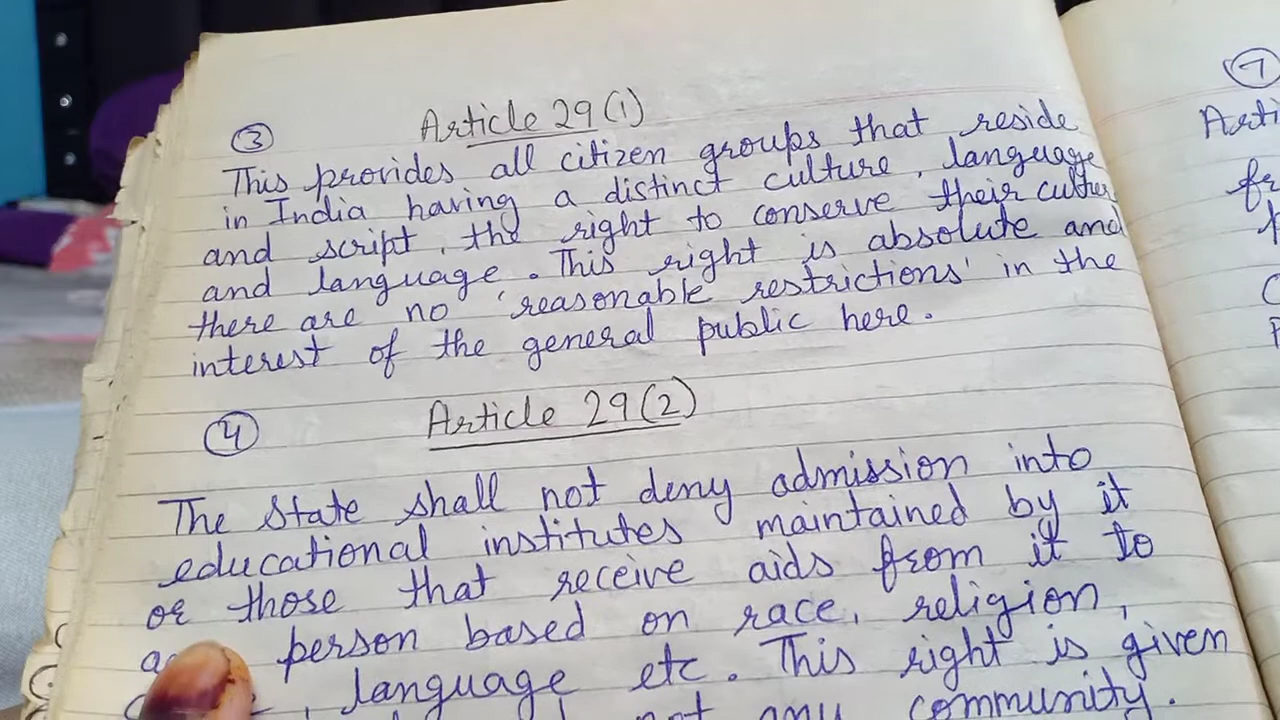 ③ Article 29(1)
This provides all citizen groups that reside
in India having a distinct culture, language
and script, the right to conserve their culture
and language. This right is absolute and
there are no 'reasonable restrictions' in the
interest of the general public here.
④ Article 29(2)
The State shall not deny admission into
educational institutes maintained by it
or those that receive aids from it to
person based on race, religion,
, language etc. This right is given
not any community.
⑦
Arti
fr